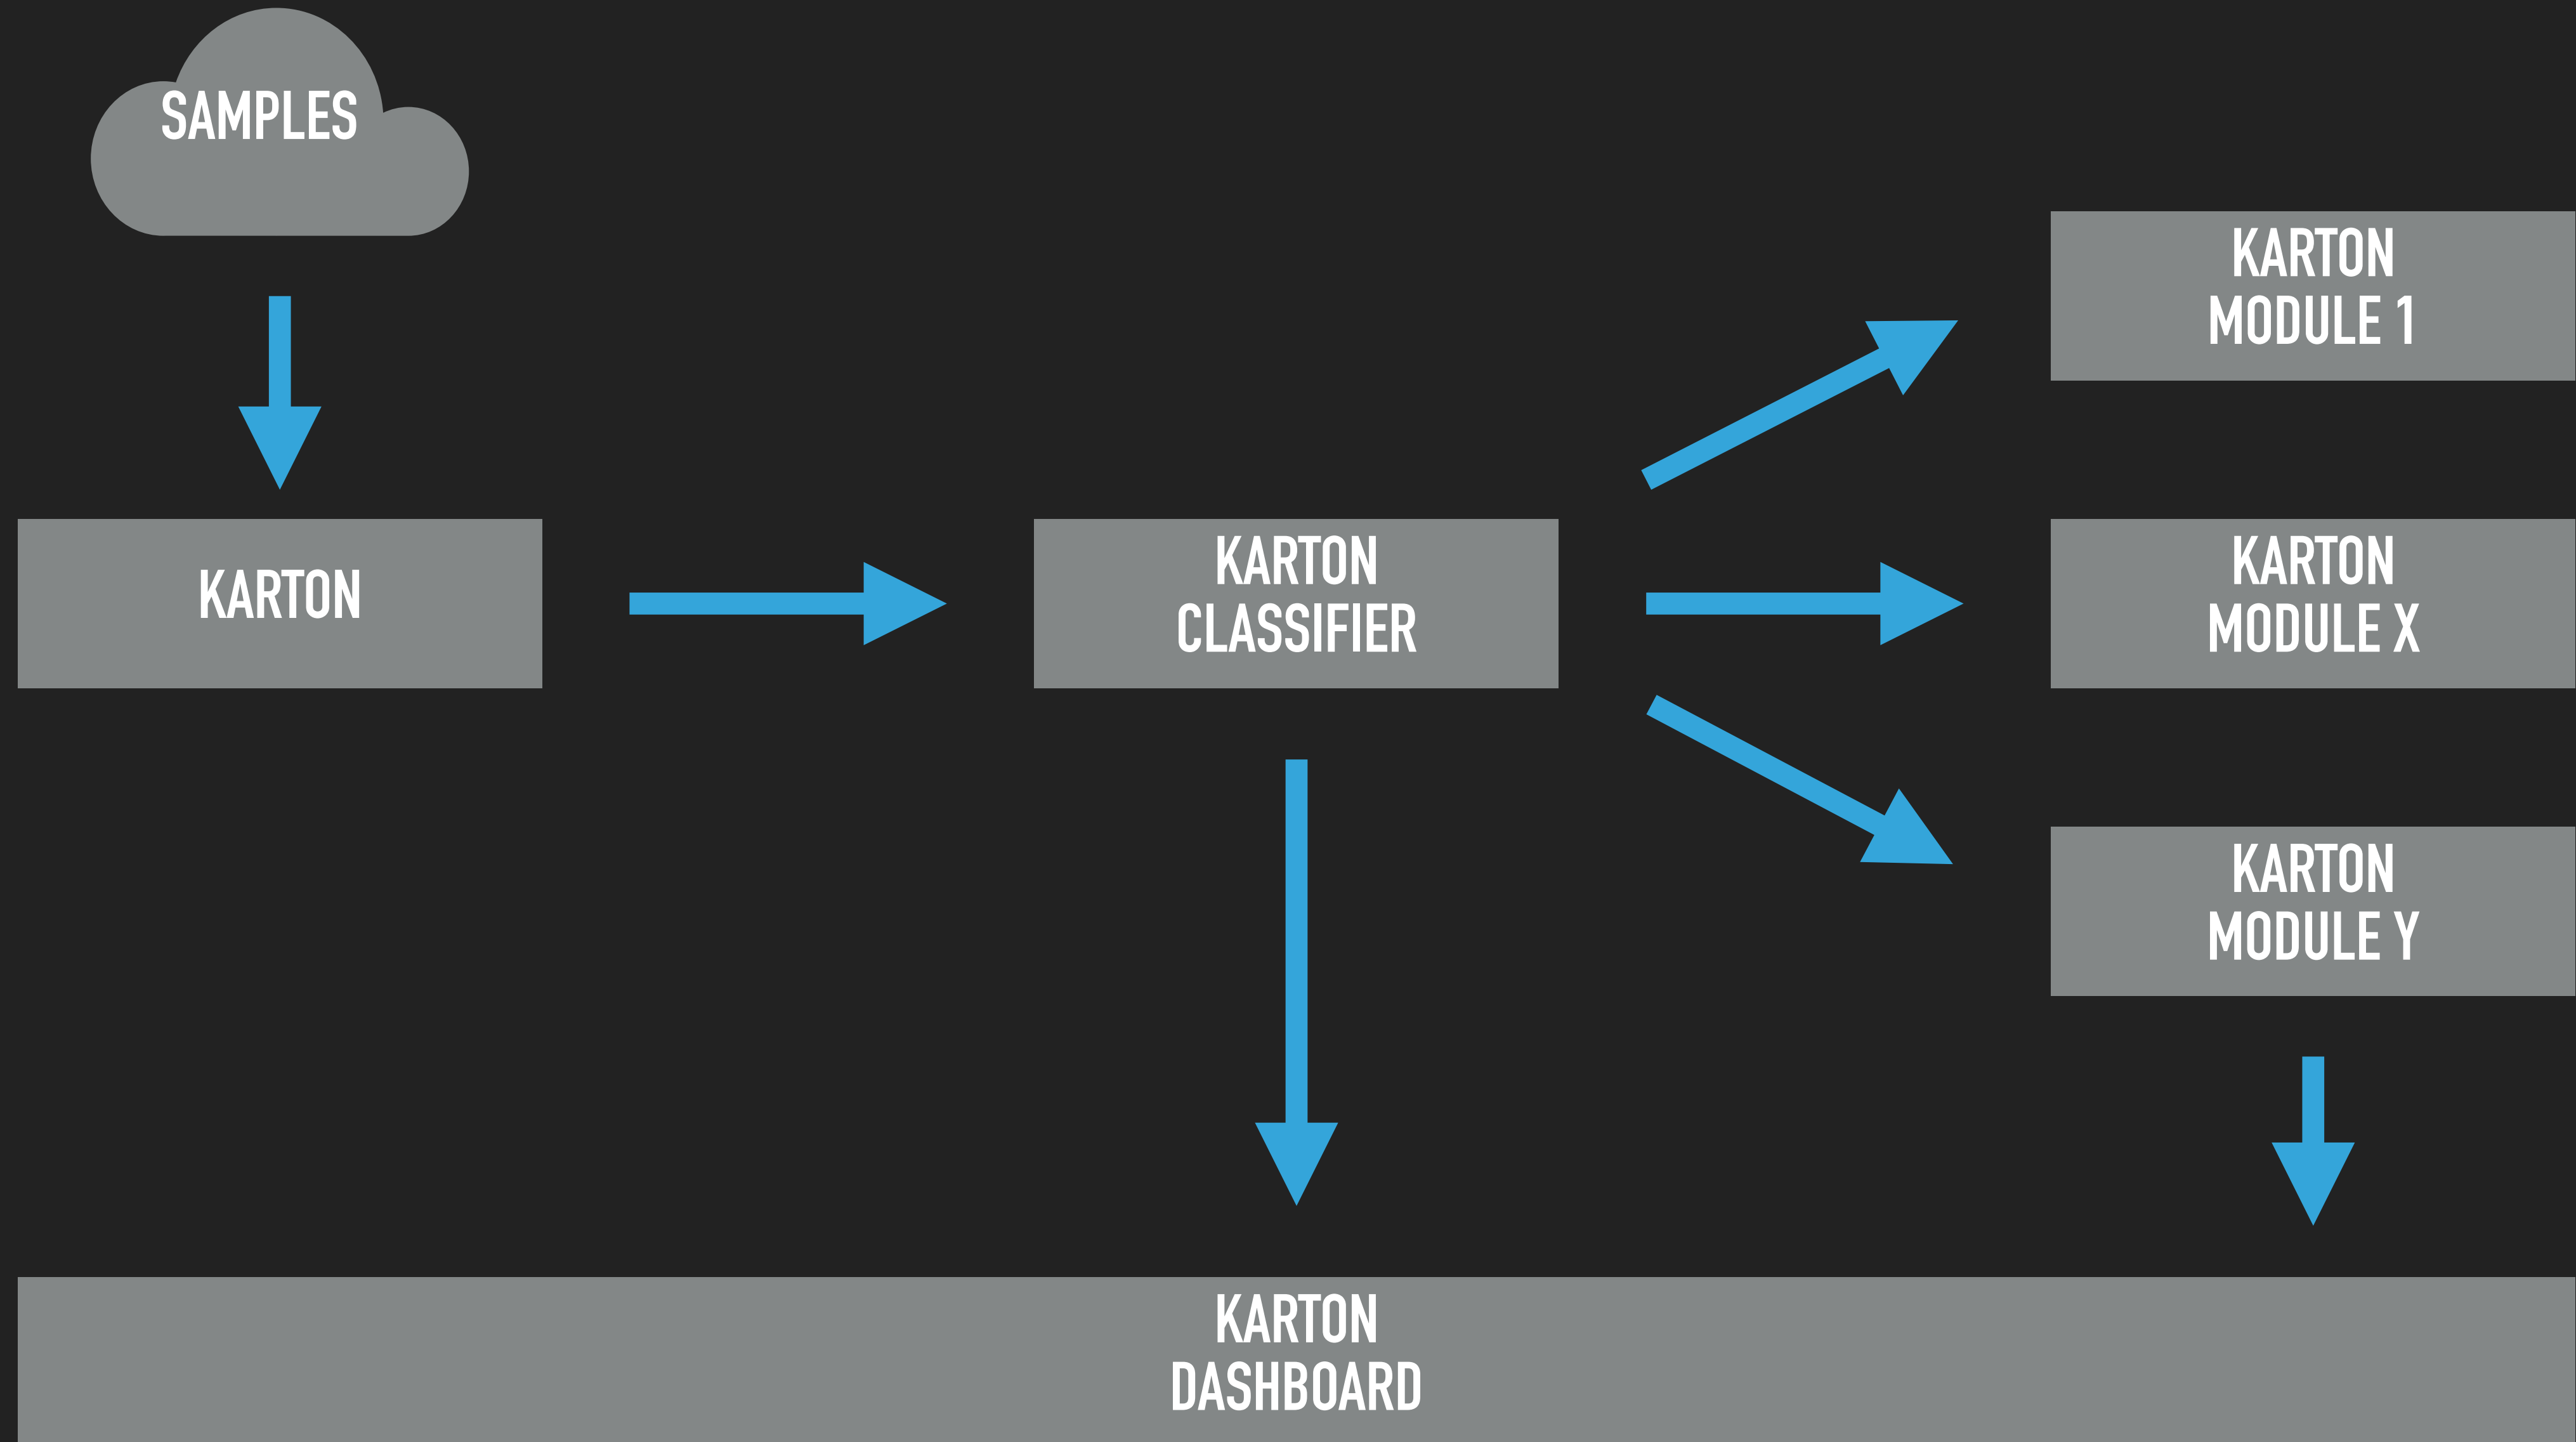 SAMPLES
KARTON
KARTON
CLASSIFIER
KARTON
MODULE 1
KARTON
MODULE X
KARTON
MODULE Y
KARTON
DASHBOARD